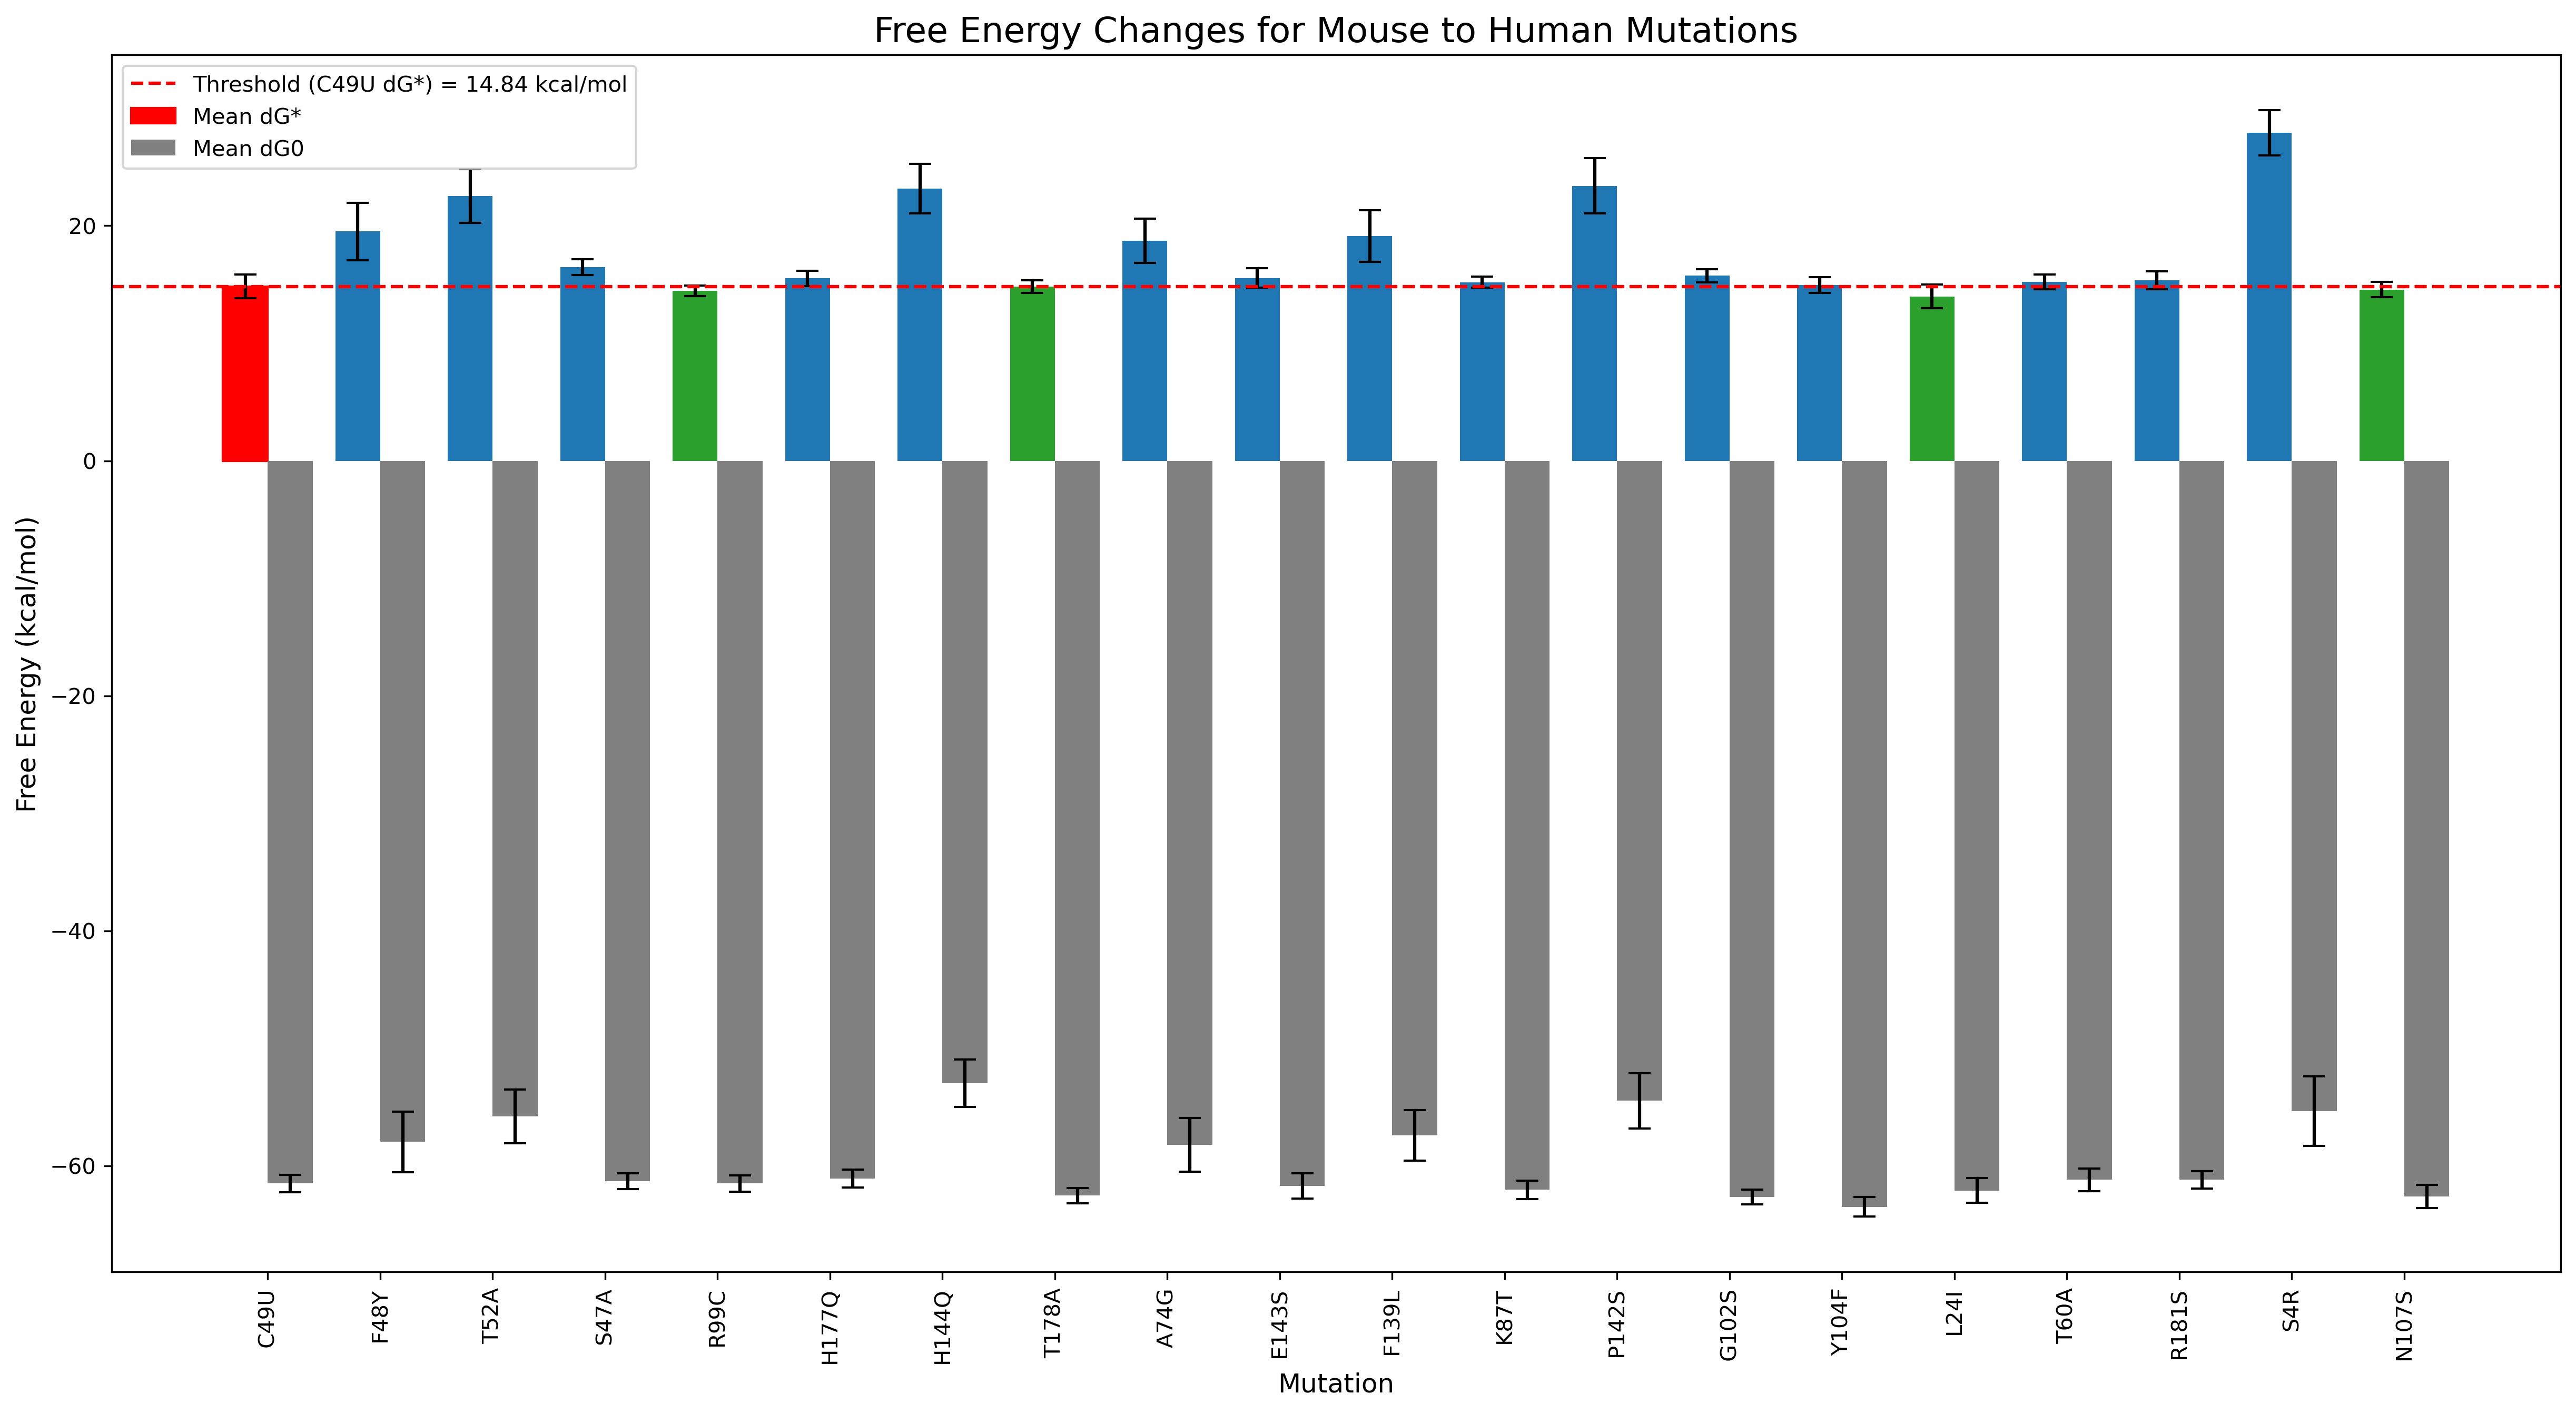 Free Energy Changes for Mouse to Human Mutations
Threshold (C49U dG*) = 14.84 kcal/mol
Mean dG*
Mean dG0
Free Energy (kcal/mol)
20
0
−20
−40
−60
C49U
F48Y
T52A
S47A
R99C
H177Q
H144Q
T178A
A74G
E143S
F139L
K87T
P142S
G102S
Y104F
L24I
T60A
R181S
S4R
N107S
Mutation